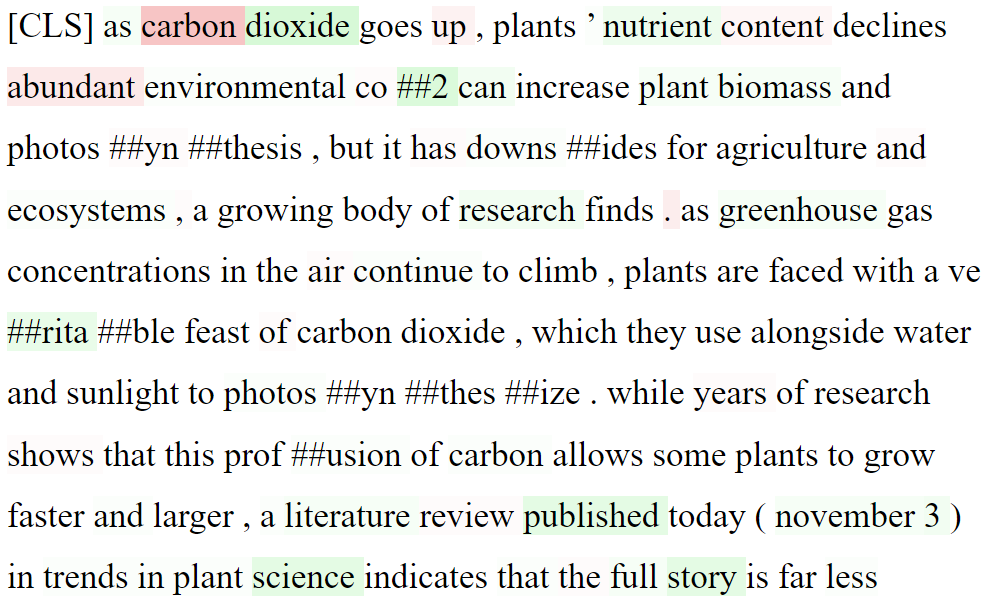 [CLS] as carbon dioxide goes up , plants ’ nutrient content declines
abundant environmental co ##2 can increase plant biomass and
photos ##yn ##thesis , but it has downs ##ides for agriculture and
ecosystems , a growing body of research finds . as greenhouse gas
concentrations in the air continue to climb , plants are faced with a ve
##rita ##ble feast of carbon dioxide , which they use alongside water
and sunlight to photos ##yn ##thes ##ize . while years of research
shows that this prof ##usion of carbon allows some plants to grow
faster and larger , a literature review published today ( november 3 )
in trends in plant science indicates that the full story is far less